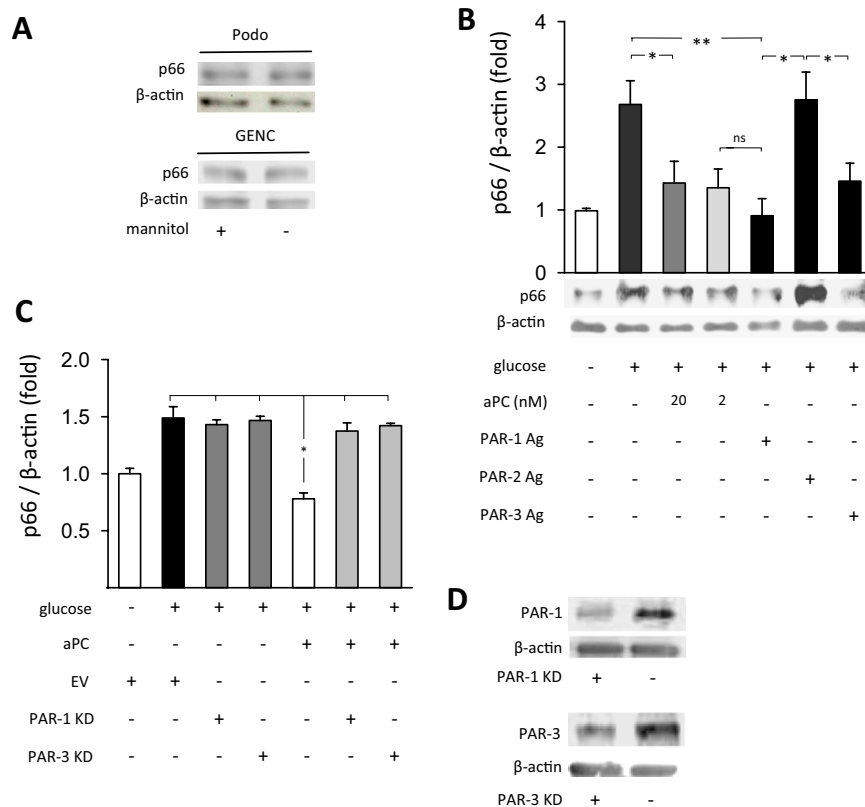 A
Podo
p66
β-actin
GENC
p66
β-actin
mannitol + -
B
p66 / β-actin (fold)
4
3
2
1
0
**
*
* *
ns
p66
β-actin
glucose - + + + + + +
aPC (nM) - - 20 2 - - -
PAR-1 Ag - - - - + - -
PAR-2 Ag - - - - - + -
PAR-3 Ag - - - - - - +
C
p66 / β-actin (fold)
2.0
1.5
1.0
0.5
*
glucose - + + + + + +
aPC - - - - + + +
EV + + - - - - -
PAR-1 KD - - + - - + -
PAR-3 KD - - - + - - +
D
PAR-1
β-actin
PAR-1 KD + -
PAR-3
β-actin
PAR-3 KD + -